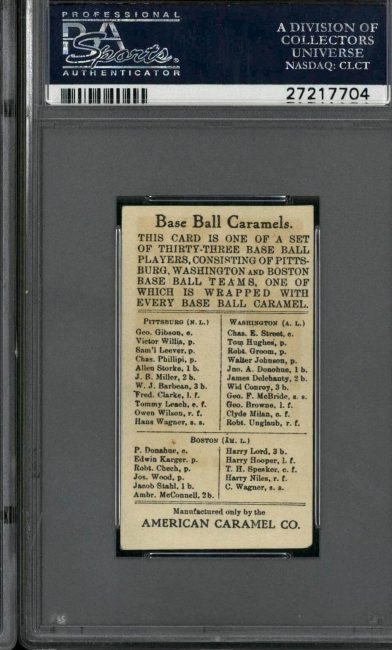 PROFESSIONAL
PSA
Sports
AUTHENTICATOR
A DIVISION OF
COLLECTORS
UNIVERSE
NASDAQ: CLCT
27217704
Base Ball Caramels.
THIS CARD IS ONE OF A SET
OF THIRTY-THREE BASE BALL
PLAYERS, CONSISTING OF PITTS-
BURG, WASHINGTON AND BOSTON
BASE BALL TEAMS, ONE OF
WHICH IS WRAPPED WITH
EVERY BASE BALL CARAMEL.
PITTSBURG (N. L.)
Geo. Gibson, c.
Victor Willis, p.
Sam'l Leever, p.
Chas. Phillipi, p.
Allen Storke, 1 b.
J. B. Miller, 2 b.
W. J. Barbean, 3 b.
Fred. Clarke, l. f.
Tommy Leach, c. f.
Owen Wilson, r. f.
Hans Wagner, s. s.
WASHINGTON (A. L.)
Chas. E. Street, c.
Tom Hughes, p.
Robt. Groom, p.
Walter Johnson, p.
Jno. A. Donohue, 1 b.
James Delehanty, 2 b.
Wid Conroy, 3 b.
Geo. F. McBride, s. s.
Geo. Browne, l. f.
Clyde Milan, c. f.
Robt. Unglaub, r. f.
BOSTON (AM. L.)
P. Donahue, c.
Edwin Karger, p.
Robt. Chech, p.
Jos. Wood, p.
Jacob Stahl, 1 b.
Ambr. McConnell, 2 b.
Harry Lord, 3 b.
Harry Hooper, l. f.
T. H. Speaker, c. f.
Harry Niles, r. f.
C. Wagner, s. s.
Manufactured only by the
AMERICAN CARAMEL CO.